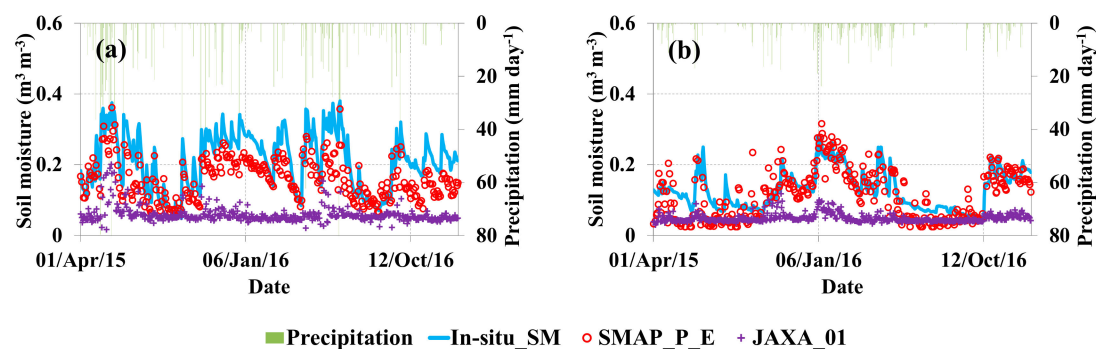 (a)
Soil moisture (m³ m⁻³)
0.6
0.4
0.2
0
0
20
40
60
80
Precipitation (mm day⁻¹)
01/Apr/15 06/Jan/16 12/Oct/16
Date
(b)
Soil moisture (m³ m⁻³)
0.6
0.4
0.2
0
0
20
40
60
80
Precipitation (mm day⁻¹)
01/Apr/15 06/Jan/16 12/Oct/16
Date
Precipitation In-situ_SM SMAP_P_E JAXA_01